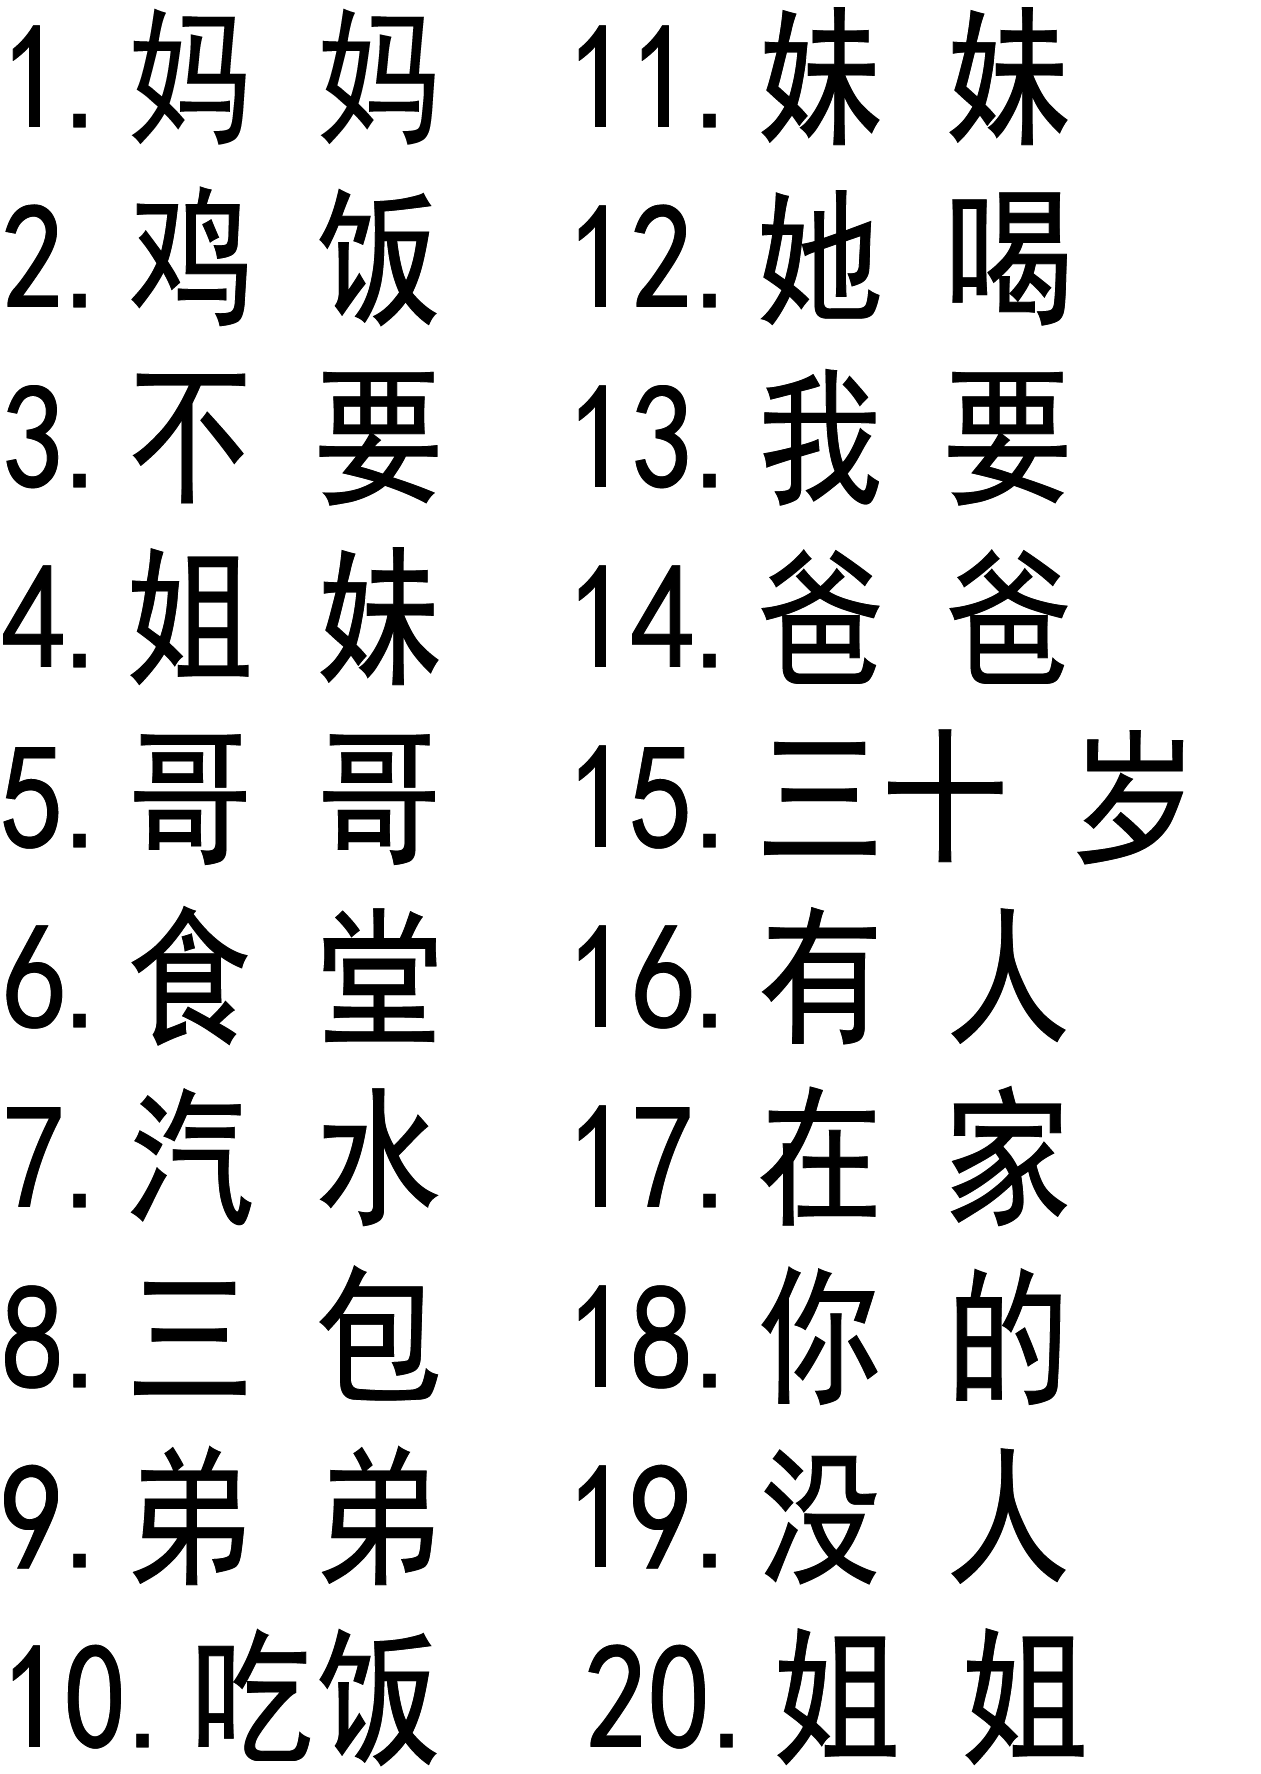 1.妈 妈
2.鸡 饭
3.不 要
4.姐 妹
5.哥 哥
6.食 堂
7.汽 水
8.三 包
9.弟 弟
10.吃饭
11.妹 妹
12.她 喝
13.我 要
14.爸 爸
15.三十 岁
16.有 人
17.在 家
18.你 的
19.没 人
20.姐 姐